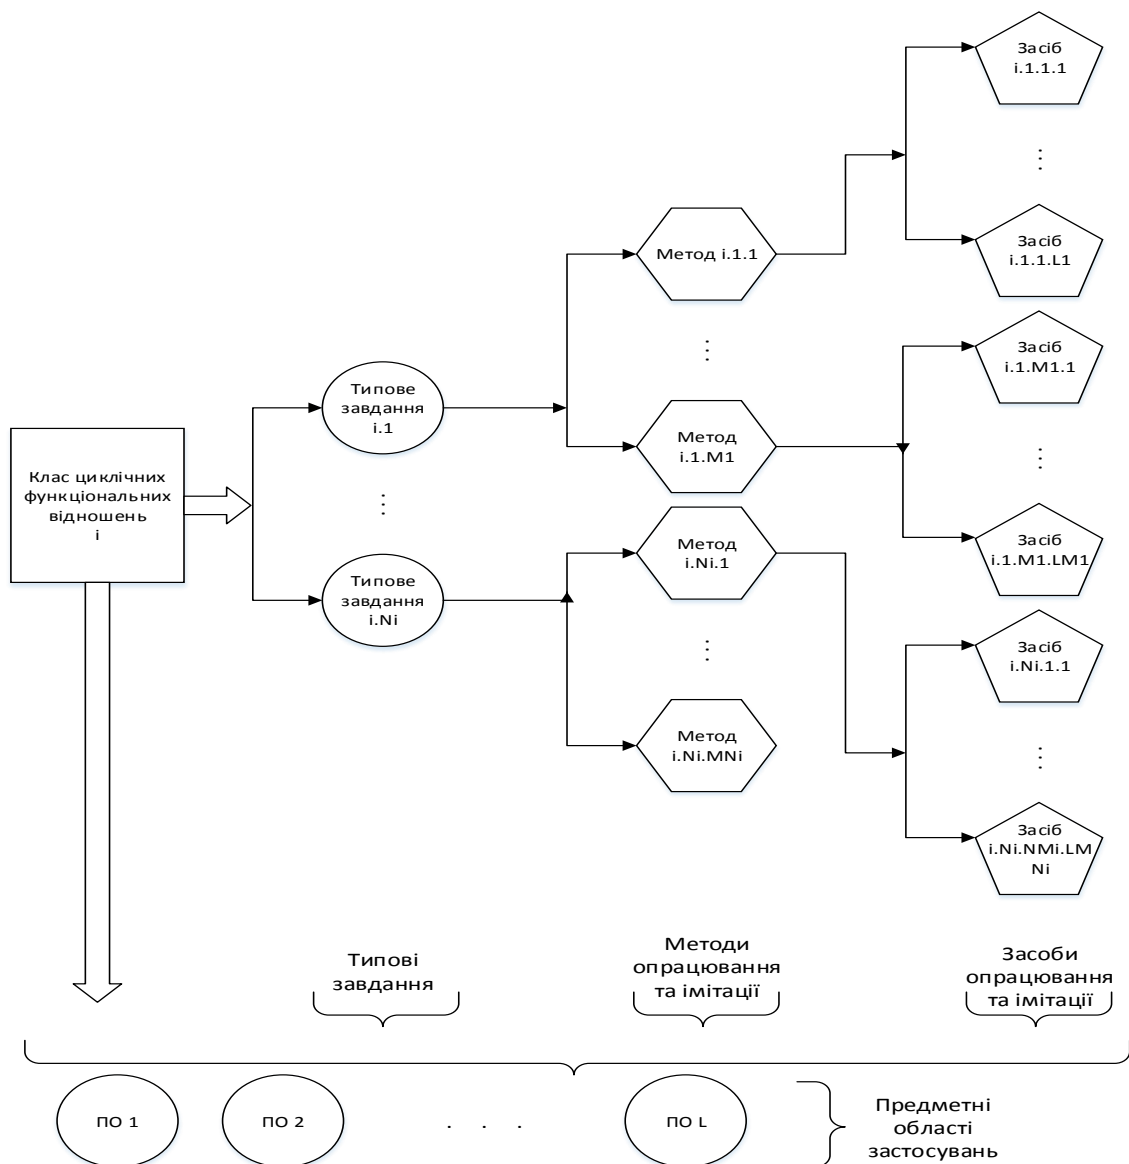 Засіб
i.1.1.1
Засіб
i.1.1.L1
Метод i.1.1
Засіб
i.1.M1.1
Типове
завдання
i.1
Метод
i.1.M1
Клас циклічних
функціональних
відношень
i
Засіб
i.1.M1.LM1
Метод
i.Ni.1
Типове
завдання
i.Ni
Засіб
i.Ni.1.1
Метод
i.Ni.MNi
Засіб
i.Ni.NMi.LM
Ni
Типові
завдання
Методи
опрацювання
та імітації
Засоби
опрацювання
та імітації
ПО 1
ПО 2
. . .
ПО L
Предметні
області
застосувань